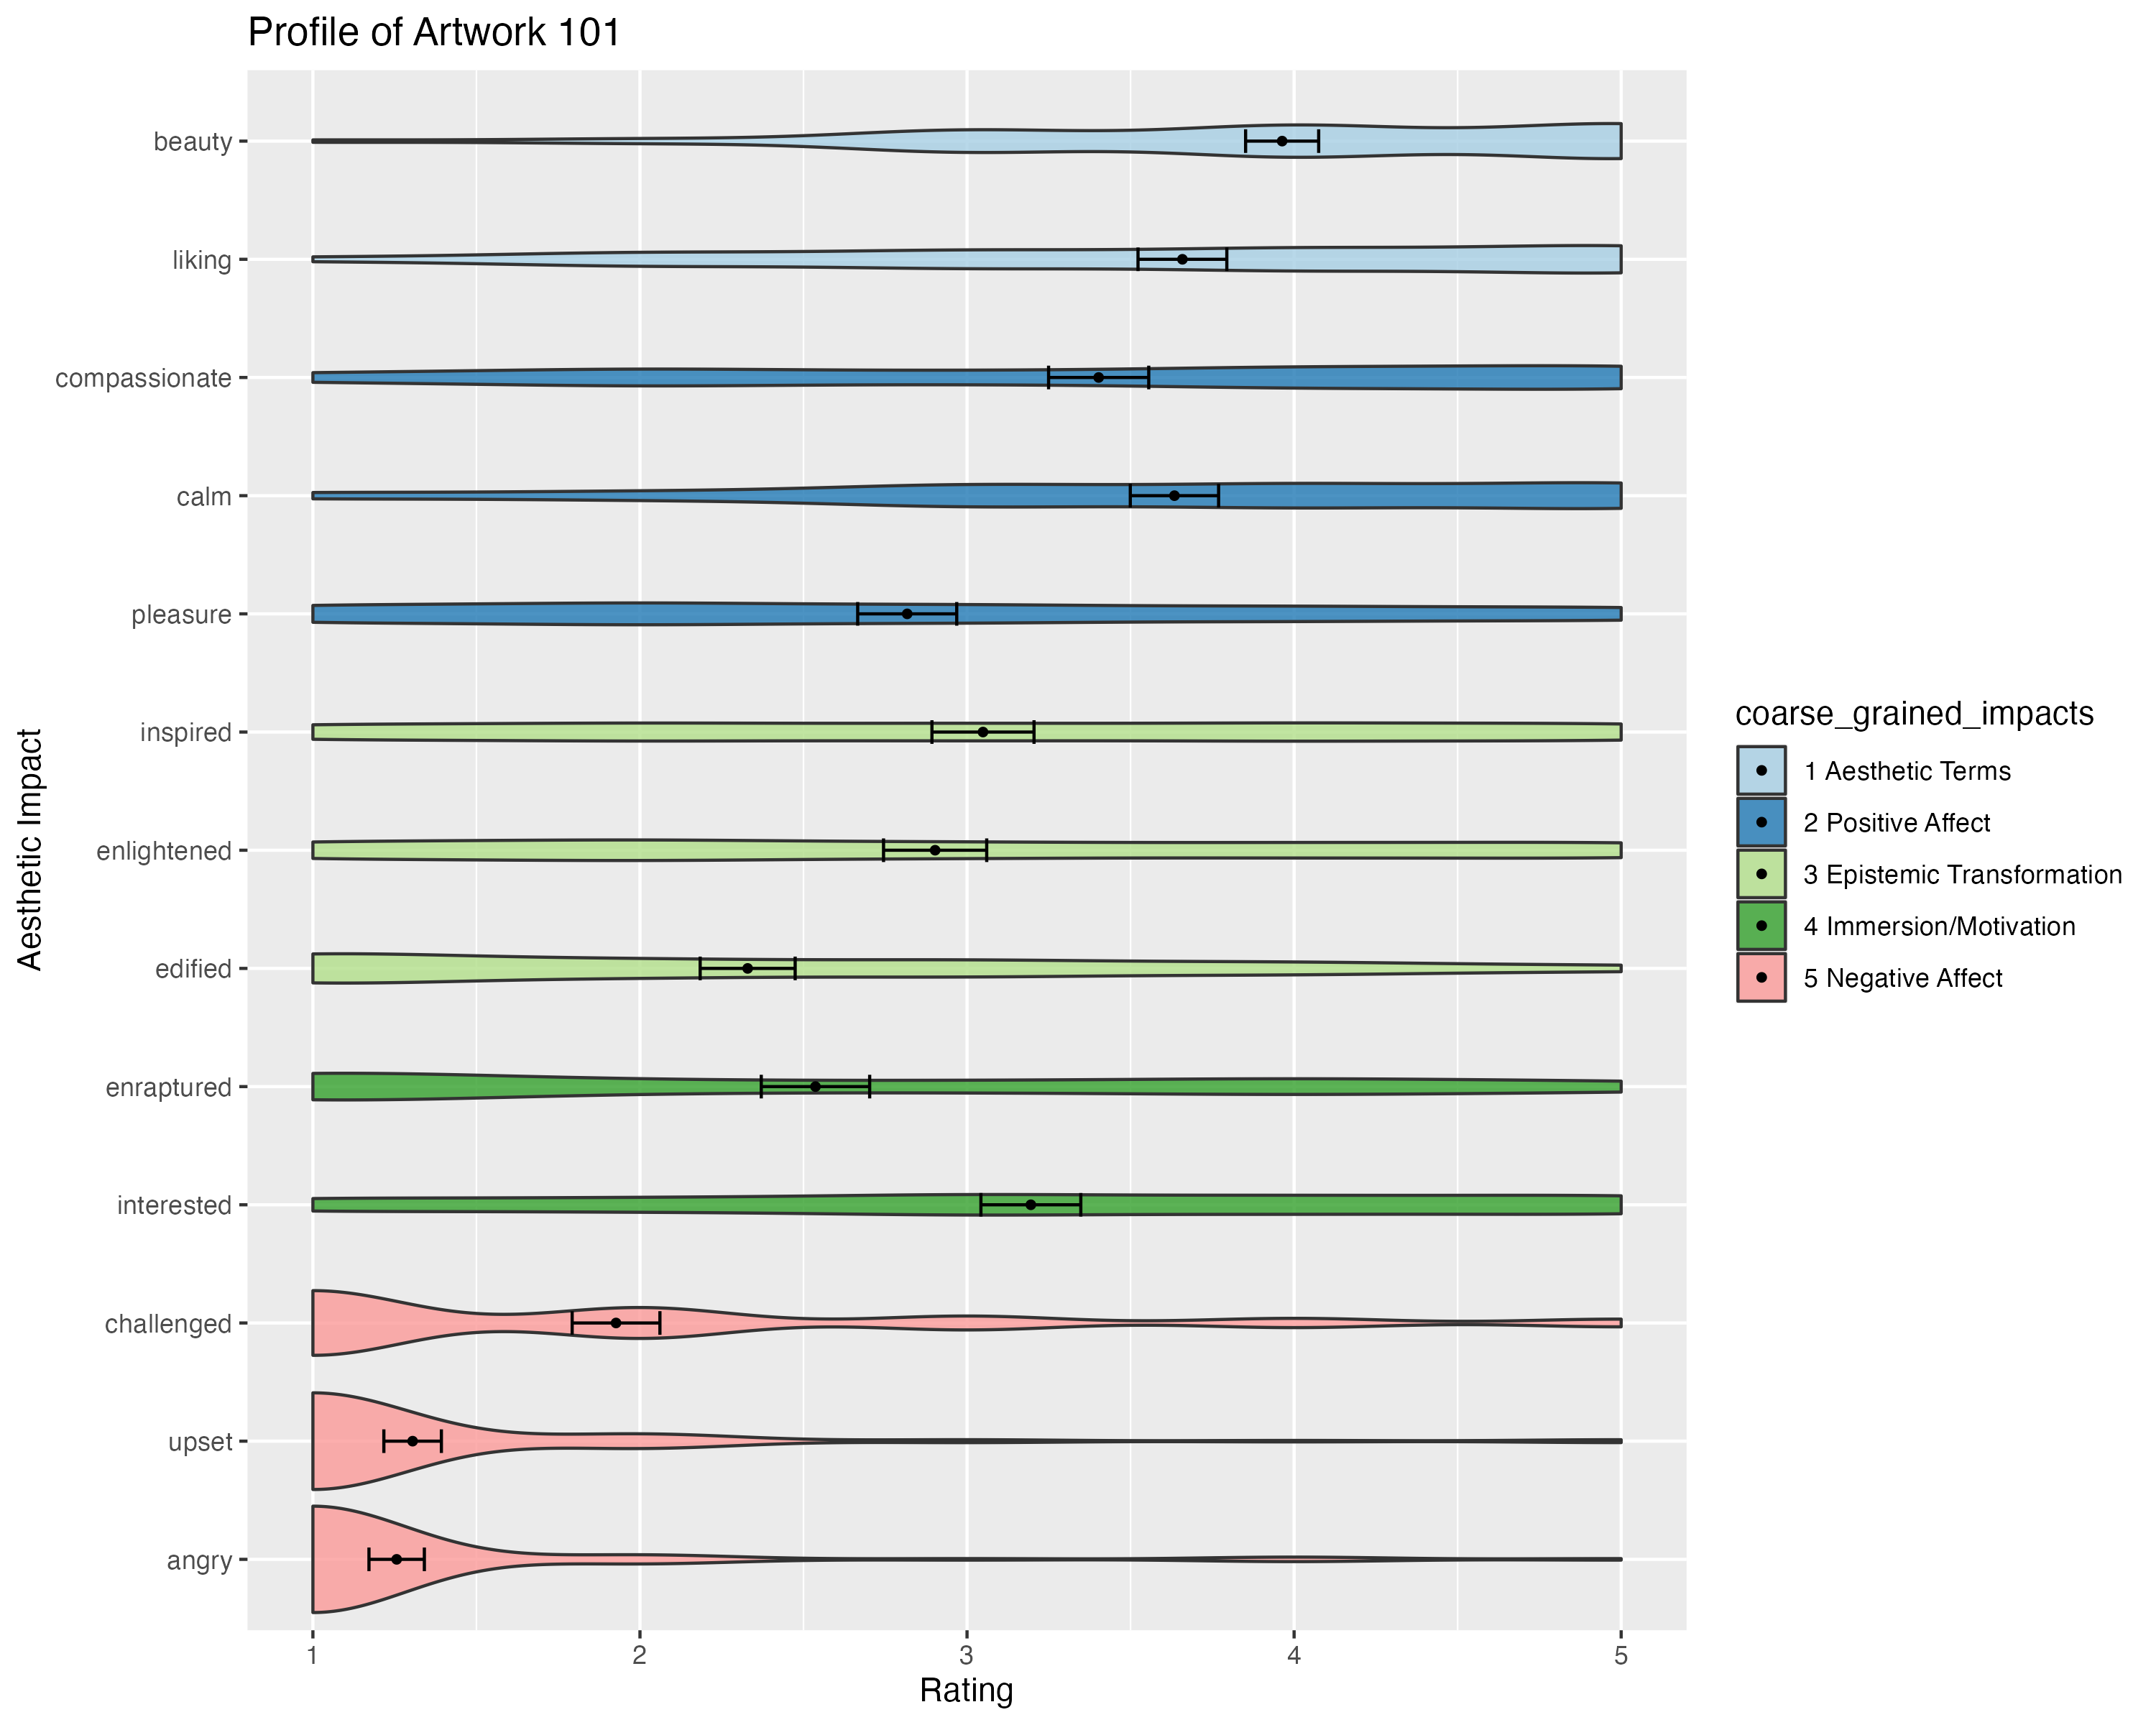 Profile of Artwork 101
beauty
liking
compassionate
calm
pleasure
inspired
enlightened
edified
enraptured
interested
challenged
upset
angry
Aesthetic Impact
1 2 3 4 5
Rating
coarse_grained_impacts
1 Aesthetic Terms
2 Positive Affect
3 Epistemic Transformation
4 Immersion/Motivation
5 Negative Affect